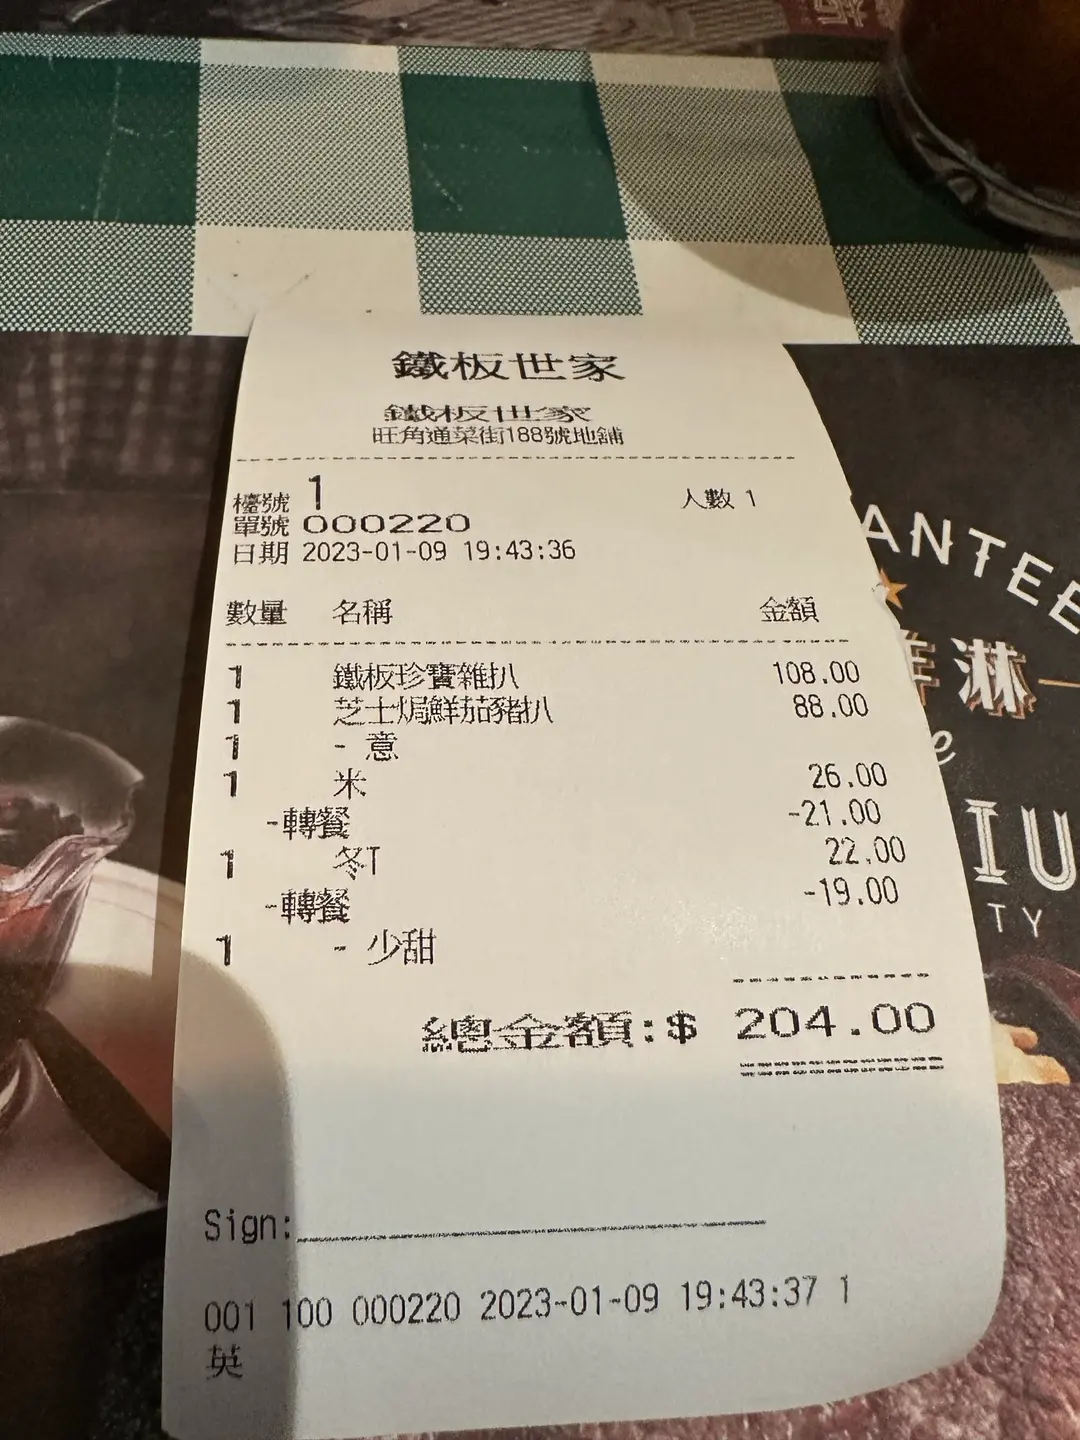 鐵板世家
鐵板世家
旺角通菜街188號地舖
檯號 1 人數 1
單號 000220
日期 2023-01-09 19:43:36
數量 名稱 金額
1 鐵板珍寶雜扒 108.00
1 芝士焗鮮茄豬扒 88.00
1 - 意
1 米 26.00
-轉餐 -21.00
1 冬T 22.00
-轉餐 -19.00
1 - 少甜
總金額:$ 204.00
Sign:
001 100 000220 2023-01-09 19:43:37 1
英
ANTEE
淋
IU
TY